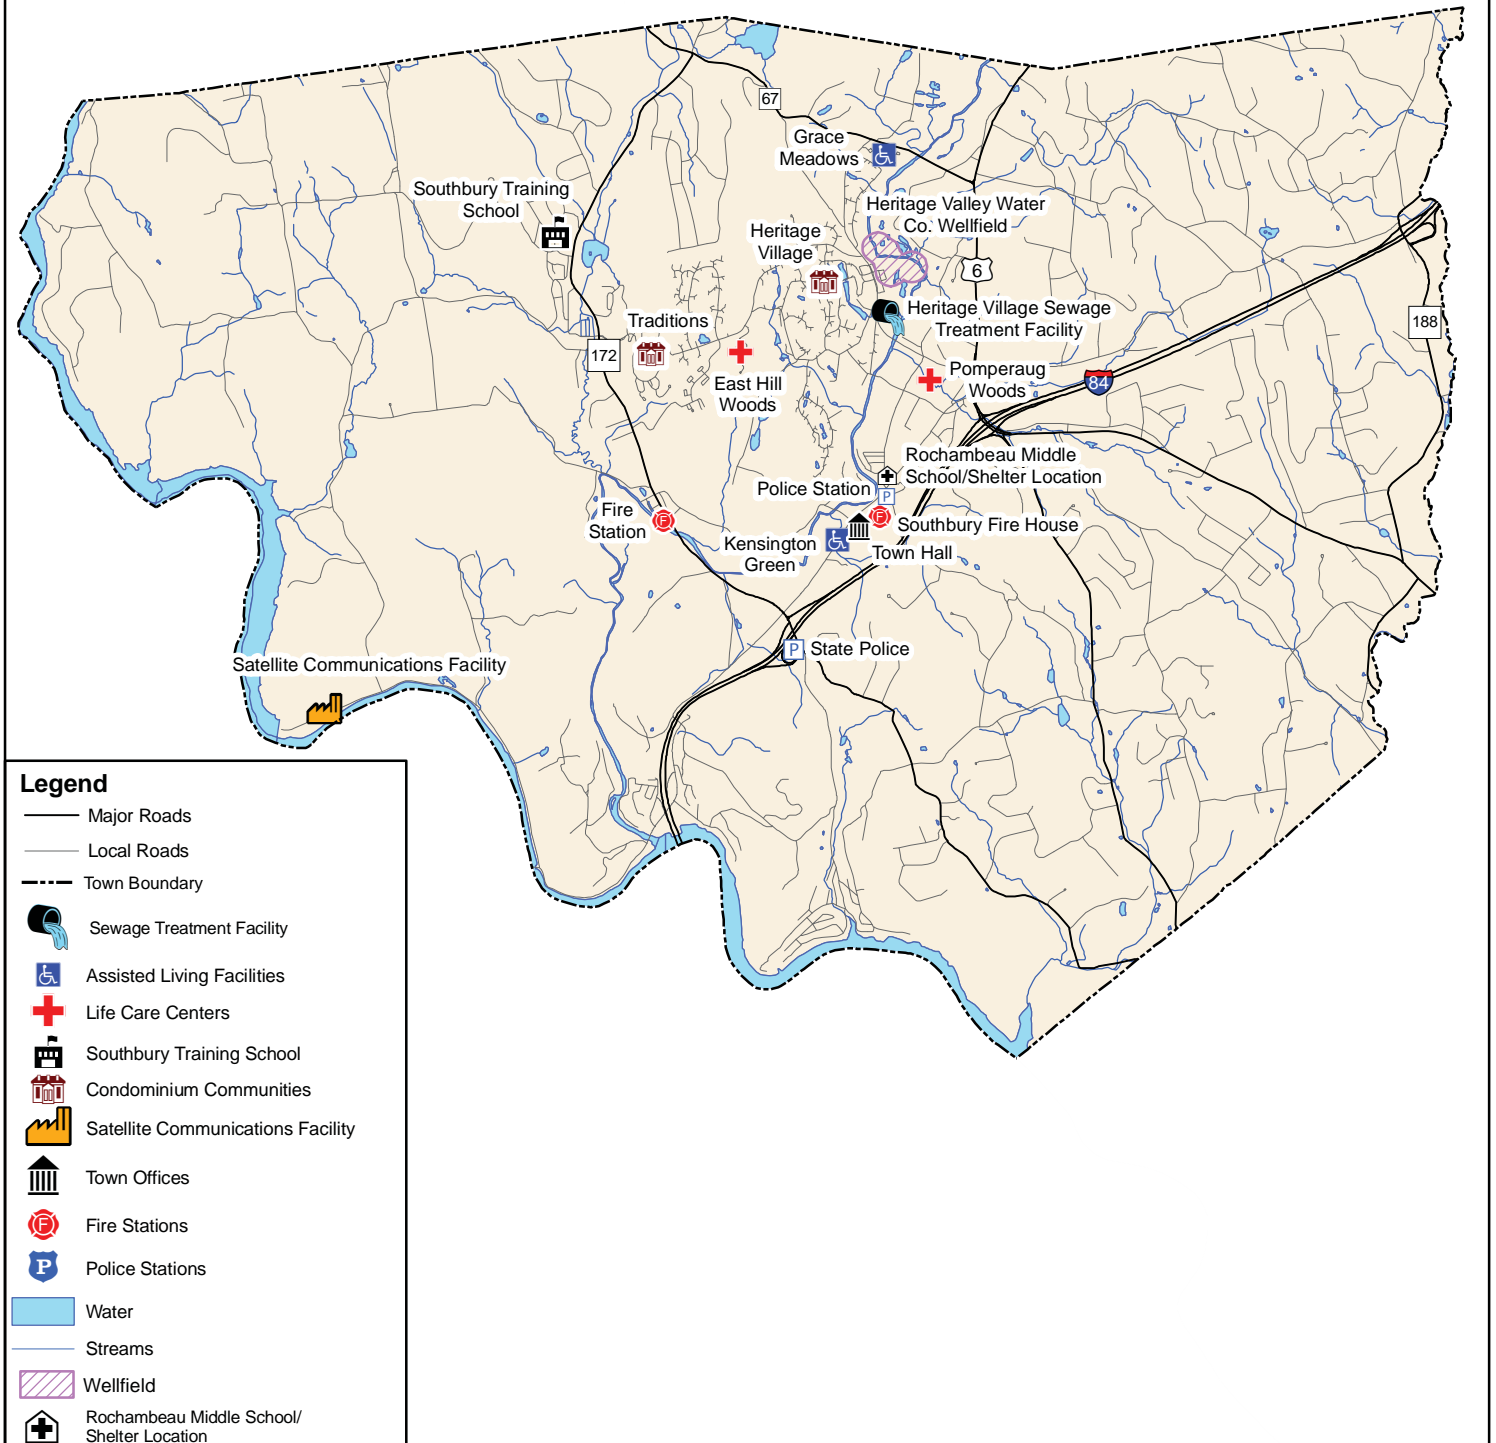 67
Grace
Meadows
Southbury Training
School
Heritage Valley Water
Co. Wellfield
Heritage
Village
6
Heritage Village Sewage
Treatment Facility
188
Traditions
172
East Hill
Woods
Pomperaug
Woods
84
Rochambeau Middle
School/Shelter Location
Police Station
P
Fire
Station
F
F
Southbury Fire House
Kensington
Green
Town Hall
P
State Police
Satellite Communications Facility
Legend
Major Roads
Local Roads
Town Boundary
Sewage Treatment Facility
Assisted Living Facilities
Life Care Centers
Southbury Training School
Condominium Communities
Satellite Communications Facility
Town Offices
F
Fire Stations
P
Police Stations
Water
Streams
Wellfield
Rochambeau Middle School/
Shelter Location